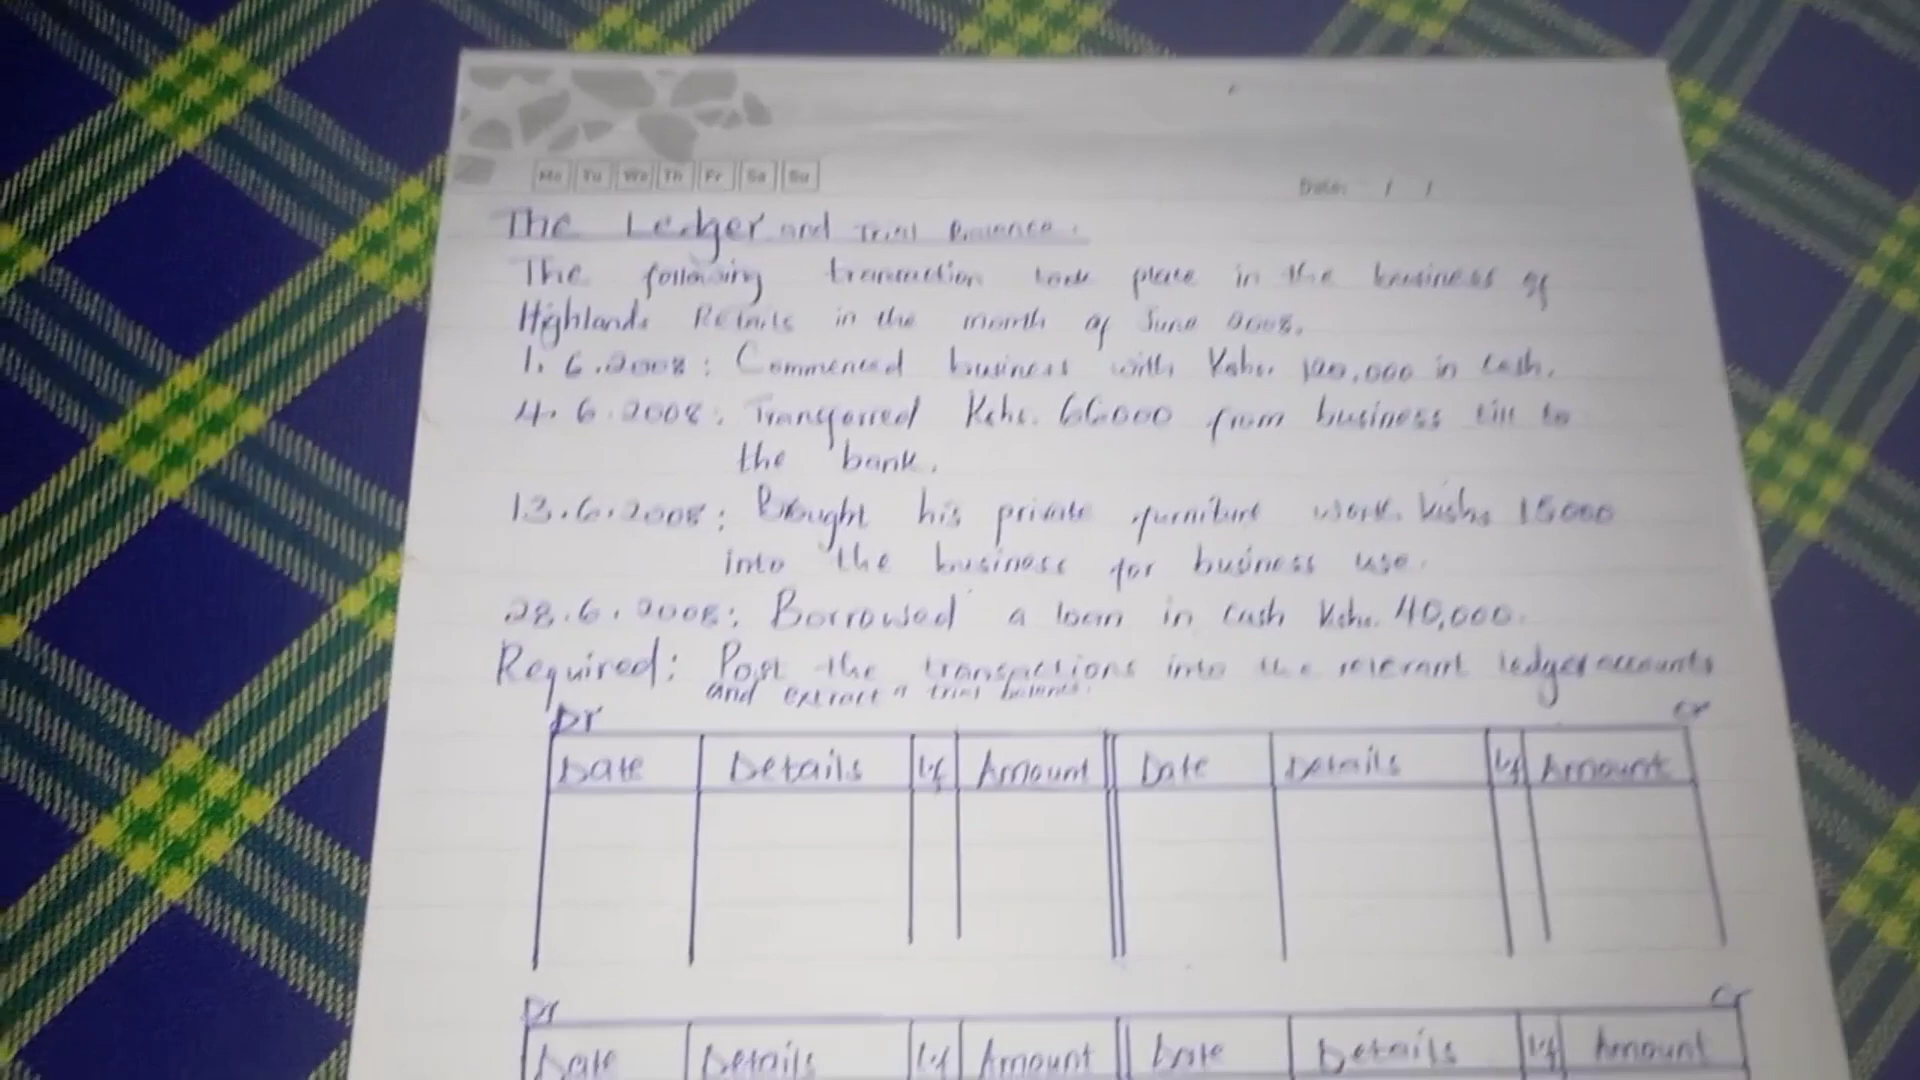 Mo Tu We Th Fr Sa Su
Date: / /
The Ledger and Trial Balance.
The following transaction took place in the business of
Highlands Retails in the month of June 2008.
1.6.2008: Commenced business with Kshs. 120,000 in cash.
4.6.2008: Transferred Kshs. 66000 from business till to
the bank.
13.6.2008: Bought his private furniture worth Kshs 15000
into the business for business use.
28.6.2008: Borrowed a loan in cash Kshs. 40,000.
Required: Post the transactions into the relevant ledger accounts
and extract a trial balance.
Dr Cr
Date Details L.f Amount Date Details L.f Amount
Dr Cr
Date Details L.f Amount Date Details L.f Amount